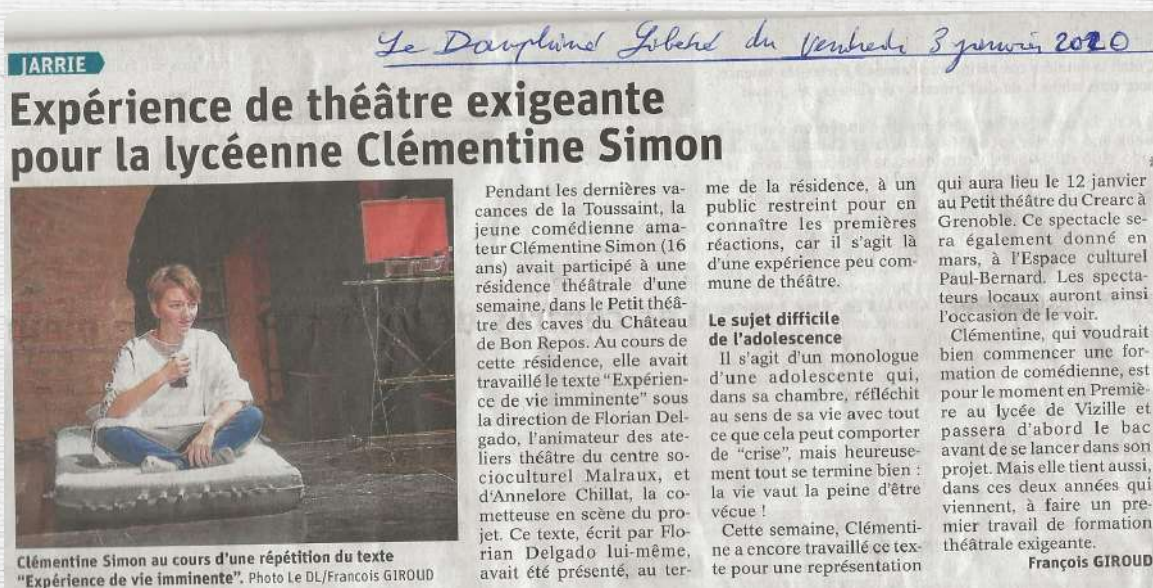 Le Dauphiné Libéré du vendredi 3 janvier 2020
JARRIE
Expérience de théâtre exigeante
pour la lycéenne Clémentine Simon
Clémentine Simon au cours d'une répétition du texte
"Expérience de vie imminente". Photo Le DL/François GIROUD
Pendant les dernières va-
cances de la Toussaint, la
jeune comédienne ama-
teur Clémentine Simon (16
ans) avait participé à une
résidence théâtrale d'une
semaine, dans le Petit théâ-
tre des caves du Château
de Bon Repos. Au cours de
cette résidence, elle avait
travaillé le texte "Expérien-
ce de vie imminente" sous
la direction de Florian Del-
gado, l'animateur des ate-
liers théâtre du centre so-
cioculturel Malraux, et
d'Annelore Chillat, la co-
metteuse en scène du pro-
jet. Ce texte, écrit par Flo-
rian Delgado lui-même,
avait été présenté, au ter-
me de la résidence, à un
public restreint pour en
connaître les premières
réactions, car il s'agit là
d'une expérience peu com-
mune de théâtre.
Le sujet difficile
de l'adolescence
Il s'agit d'un monologue
d'une adolescente qui,
dans sa chambre, réfléchit
au sens de sa vie avec tout
ce que cela peut comporter
de "crise", mais heureuse-
ment tout se termine bien :
la vie vaut la peine d'être
vécue !
Cette semaine, Clémenti-
ne a encore travaillé ce tex-
te pour une représentation
qui aura lieu le 12 janvier
au Petit théâtre du Crearc à
Grenoble. Ce spectacle se-
ra également donné en
mars, à l'Espace culturel
Paul-Bernard. Les specta-
teurs locaux auront ainsi
l'occasion de le voir.
Clémentine, qui voudrait
bien commencer une for-
mation de comédienne, est
pour le moment en Premiè-
re au lycée de Vizille et
passera d'abord le bac
avant de se lancer dans son
projet. Mais elle tient aussi,
dans ces deux années qui
viennent, à faire un pre-
mier travail de formation
théâtrale exigeante.
François GIROUD